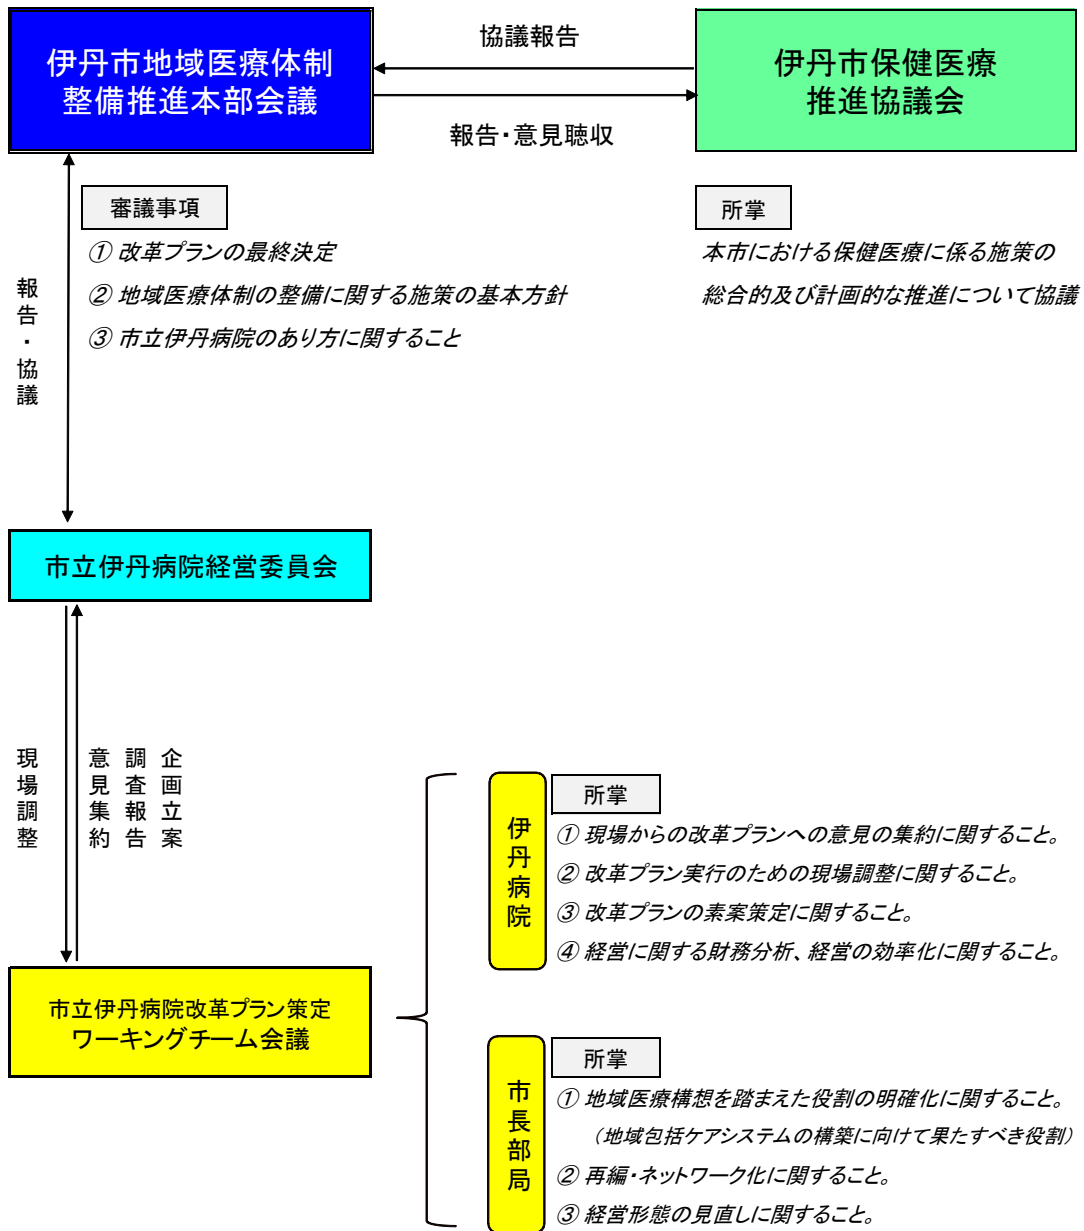 伊丹市地域医療体制
整備推進本部会議
協議報告
報告・意見聴収
伊丹市保健医療
推進協議会
審議事項
① 改革プランの最終決定
② 地域医療体制の整備に関する施策の基本方針
③ 市立伊丹病院のあり方に関すること
所掌
本市における保健医療に係る施策の
総合的及び計画的な推進について協議
報告・協議
市立伊丹病院経営委員会
現場調整
意見集約
調査報告
企画立案
市立伊丹病院改革プラン策定
ワーキングチーム会議
伊丹病院
所掌
① 現場からの改革プランへの意見の集約に関すること。
② 改革プラン実行のための現場調整に関すること。
③ 改革プランの素案策定に関すること。
④ 経営に関する財務分析、経営の効率化に関すること。
市長部局
所掌
① 地域医療構想を踏まえた役割の明確化に関すること。
（地域包括ケアシステムの構築に向けて果たすべき役割）
② 再編・ネットワーク化に関すること。
③ 経営形態の見直しに関すること。